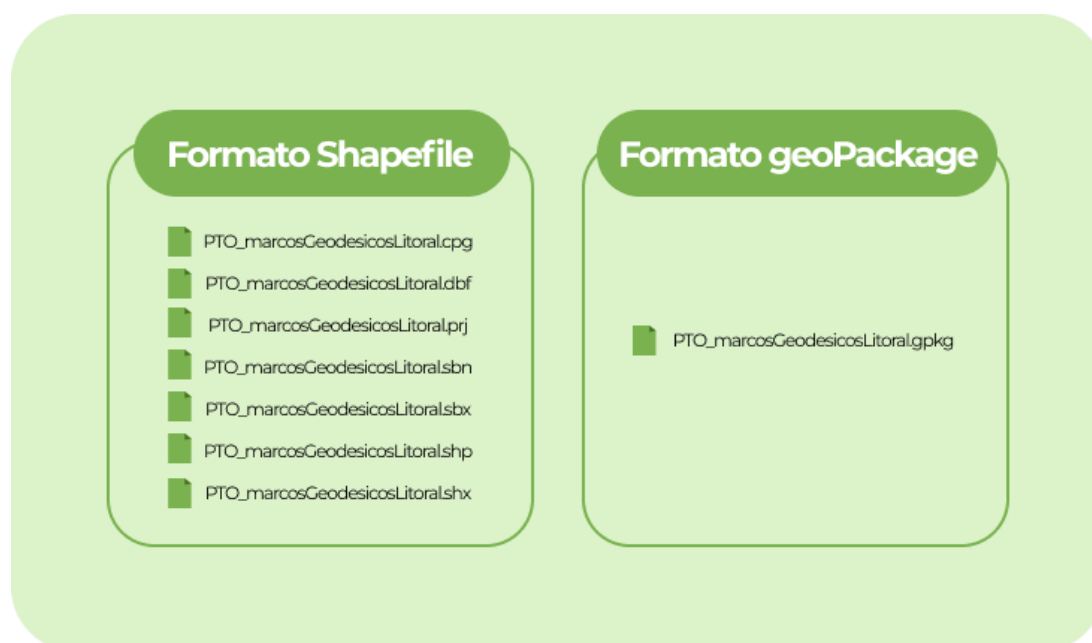 Formato Shapefile
PTO_marcosGeodesicosLitoral.cpg
PTO_marcosGeodesicosLitoral.dbf
PTO_marcosGeodesicosLitoral.prj
PTO_marcosGeodesicosLitoral.sbn
PTO_marcosGeodesicosLitoral.sbx
PTO_marcosGeodesicosLitoral.shp
PTO_marcosGeodesicosLitoral.shx
Formato geoPackage
PTO_marcosGeodesicosLitoral.gpkg